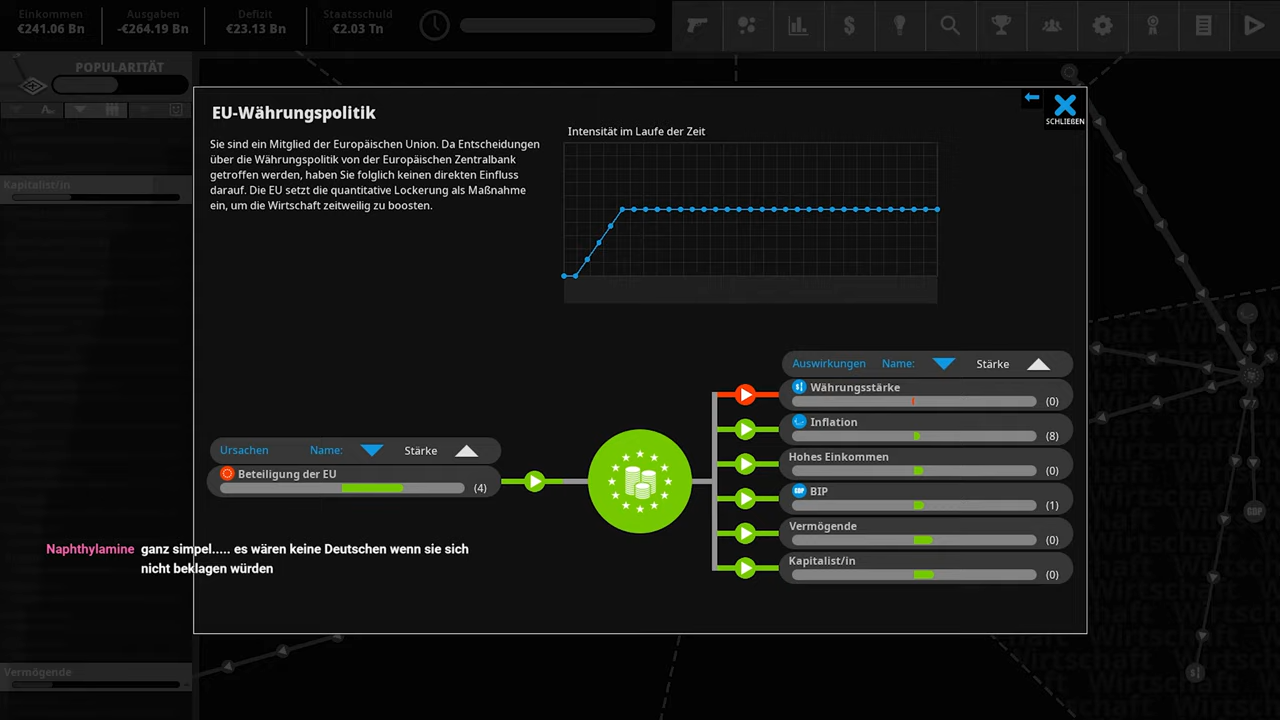 Einkommen
€241.06 Bn
Ausgaben
-€264.19 Bn
Defizit
€23.13 Bn
Staatsschuld
€2.03 Tn
POPULARITÄT
Kapitalist/in
Vermögende
EU-Währungspolitik
SCHLIEßEN
Sie sind ein Mitglied der Europäischen Union. Da Entscheidungen
über die Währungspolitik von der Europäischen Zentralbank
getroffen werden, haben Sie folglich keinen direkten Einfluss
darauf. Die EU setzt die quantitative Lockerung als Maßnahme
ein, um die Wirtschaft zeitweilig zu boosten.
Intensität im Laufe der Zeit
Ursachen Name: Stärke
Beteiligung der EU
(4)
Auswirkungen Name: Stärke
Währungsstärke
(0)
Inflation
(8)
Hohes Einkommen
(0)
GDP BIP
(1)
Vermögende
(0)
Kapitalist/in
(0)
Naphthylamine ganz simpel..... es wären keine Deutschen wenn sie sich
nicht beklagen würden
GDP
Wirtschaft